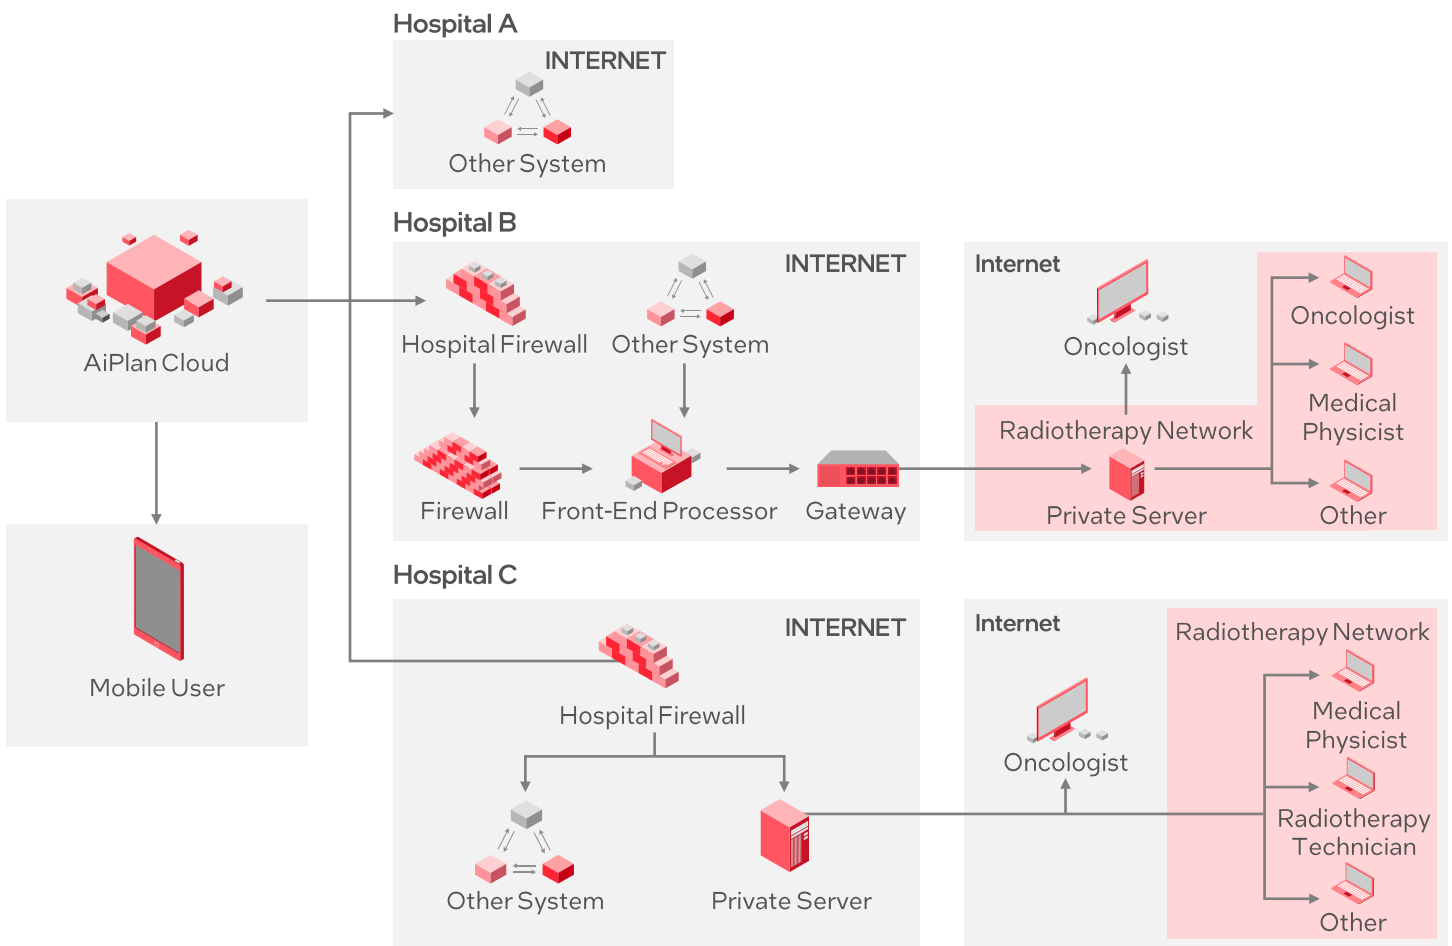 Hospital A
INTERNET
Other System
AiPlan Cloud
Mobile User
Hospital B
INTERNET
Hospital Firewall
Other System
Firewall
Front-End Processor
Gateway
Internet
Oncologist
Radiotherapy Network
Private Server
Oncologist
Medical
Physicist
Other
Hospital C
INTERNET
Hospital Firewall
Other System
Private Server
Internet
Oncologist
Radiotherapy Network
Medical
Physicist
Radiotherapy
Technician
Other